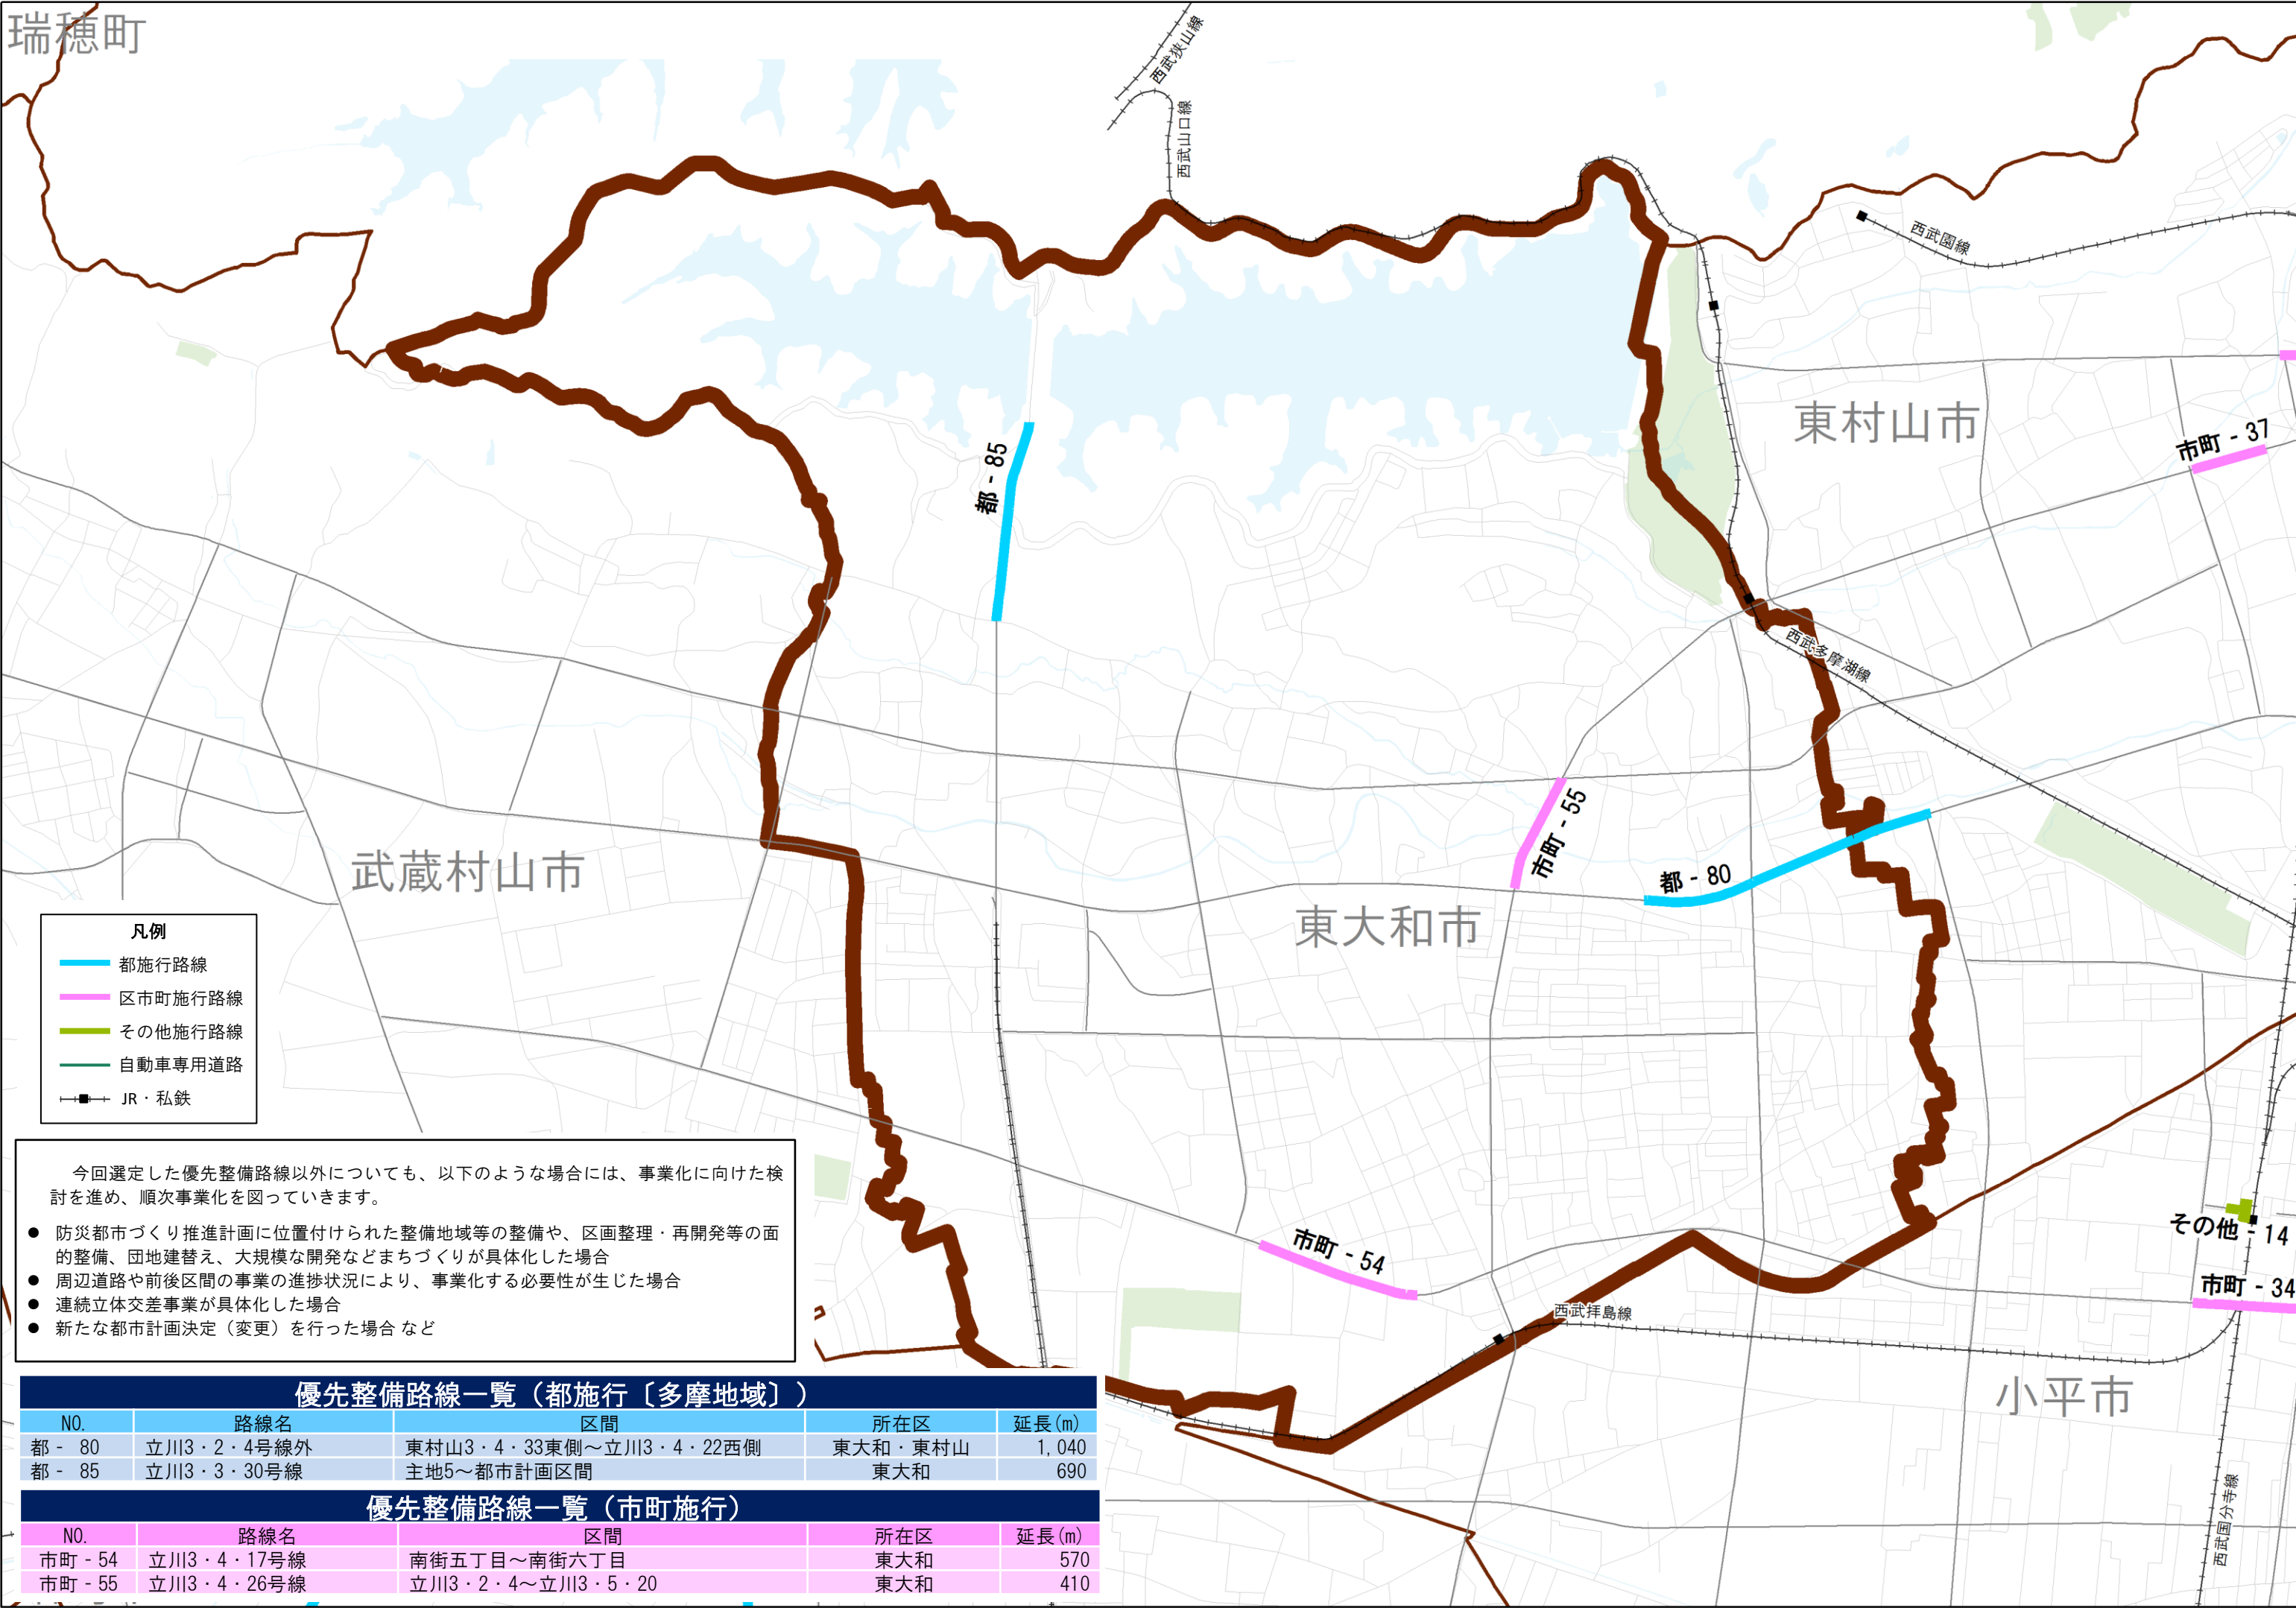 瑞穂町
西武狭山線
西武山口線
西武園線
東村山市
市町 - 37
都 - 85
西武多摩湖線
市町 - 55
都 - 80
武蔵村山市
東大和市
凡例
都施行路線
区市町施行路線
その他施行路線
自動車専用道路
JR・私鉄
今回選定した優先整備路線以外についても、以下のような場合には、事業化に向けた検
討を進め、順次事業化を図っていきます。
● 防災都市づくり推進計画に位置付けられた整備地域等の整備や、区画整理・再開発等の面
的整備、団地建替え、大規模な開発などまちづくりが具体化した場合
● 周辺道路や前後区間の事業の進捗状況により、事業化する必要性が生じた場合
● 連続立体交差事業が具体化した場合
● 新たな都市計画決定（変更）を行った場合 など
その他 - 14
市町 - 54
市町 - 34
西武拝島線
小平市
西武国分寺線
優先整備路線一覧（都施行〔多摩地域〕）
NO. 路線名 区間 所在区 延長(m)
都 - 80 立川3・2・4号線外 東村山3・4・33東側～立川3・4・22西側 東大和・東村山 1,040
都 - 85 立川3・3・30号線 主地5～都市計画区間 東大和 690
優先整備路線一覧（市町施行）
NO. 路線名 区間 所在区 延長(m)
市町 - 54 立川3・4・17号線 南街五丁目～南街六丁目 東大和 570
市町 - 55 立川3・4・26号線 立川3・2・4～立川3・5・20 東大和 410